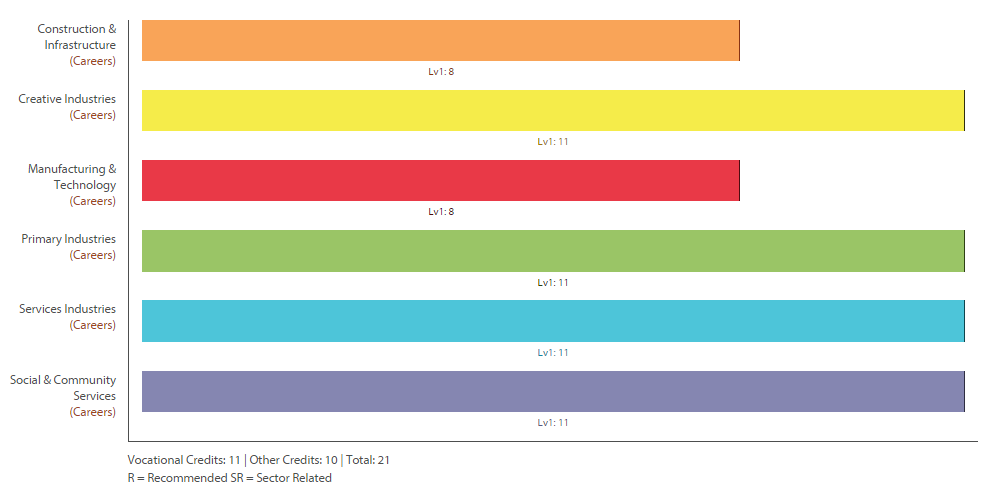 Construction &
Infrastructure
(Careers)
Lv1: 8
Creative Industries
(Careers)
Lv1: 11
Manufacturing &
Technology
(Careers)
Lv1: 8
Primary Industries
(Careers)
Lv1: 11
Services Industries
(Careers)
Lv1: 11
Social & Community
Services
(Careers)
Lv1: 11
Vocational Credits: 11 | Other Credits: 10 | Total: 21
R = Recommended SR = Sector Related